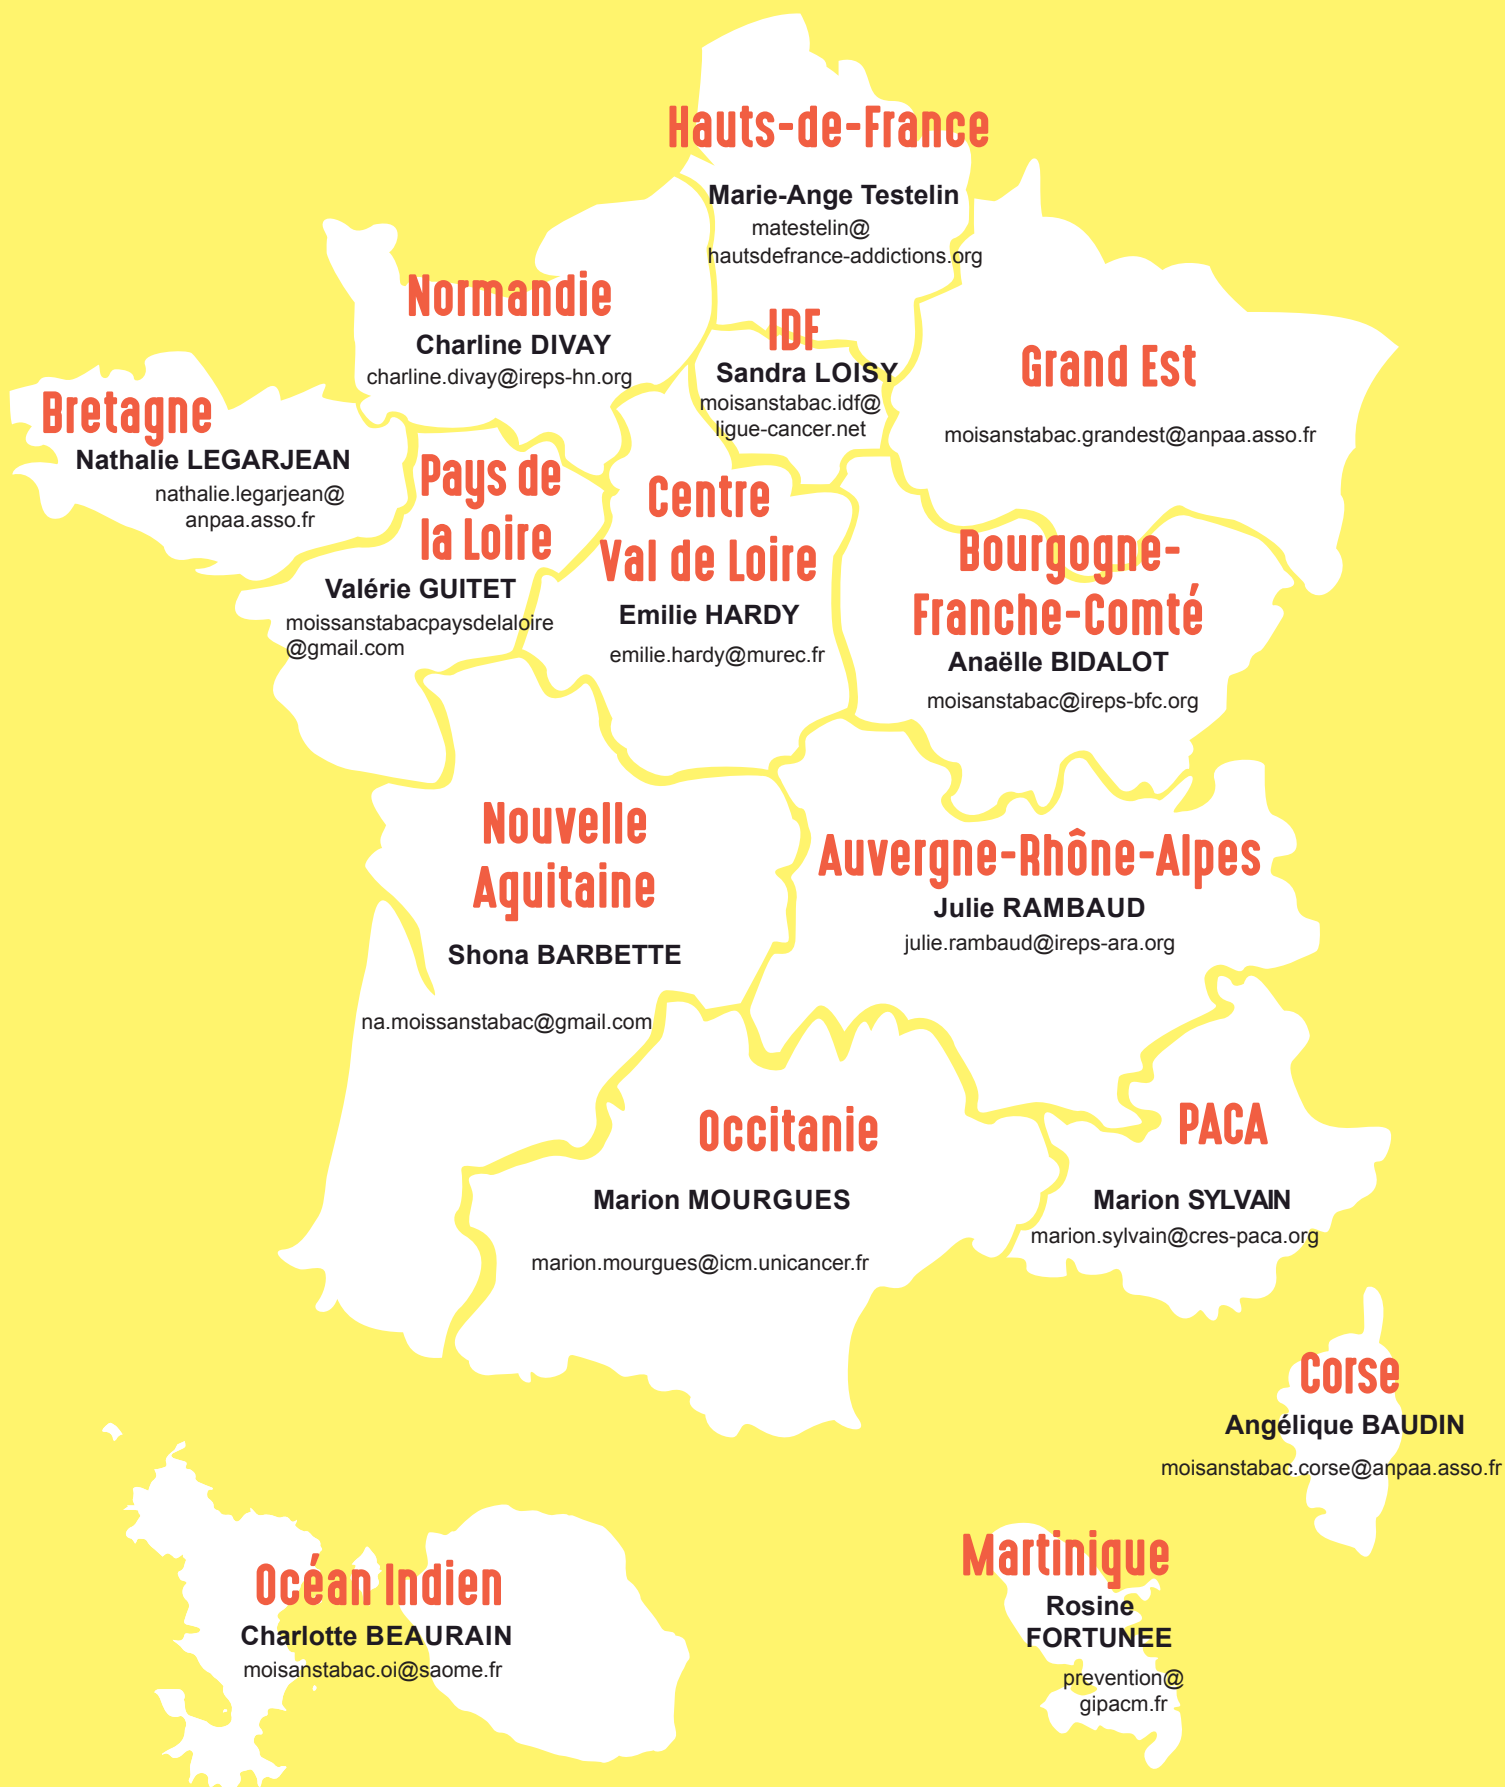 Hauts-de-France
Marie-Ange Testelin
matestelin@
hautsdefrance-addictions.org
Normandie
Charline DIVAY
charline.divay@ireps-hn.org
IDF
Sandra LOISY
moisanstabac.idf@
ligue-cancer.net
Grand Est
moisanstabac.grandest@anpaa.asso.fr
Bretagne
Nathalie LEGARJEAN
nathalie.legarjean@
anpaa.asso.fr
Pays de
la Loire
Valérie GUITET
moissanstabacpaysdelaloire
@gmail.com
Centre
Val de Loire
Emilie HARDY
emilie.hardy@murec.fr
Bourgogne-
Franche-Comté
Anaëlle BIDALOT
moisanstabac@ireps-bfc.org
Nouvelle
Aquitaine
Shona BARBETTE
na.moissanstabac@gmail.com
Auvergne-Rhône-Alpes
Julie RAMBAUD
julie.rambaud@ireps-ara.org
Occitanie
Marion MOURGUES
marion.mourgues@icm.unicancer.fr
PACA
Marion SYLVAIN
marion.sylvain@cres-paca.org
Corse
Angélique BAUDIN
moisanstabac.corse@anpaa.asso.fr
Océan Indien
Charlotte BEAURAIN
moisanstabac.oi@saome.fr
Martinique
Rosine
FORTUNEE
prevention@
gipacm.fr